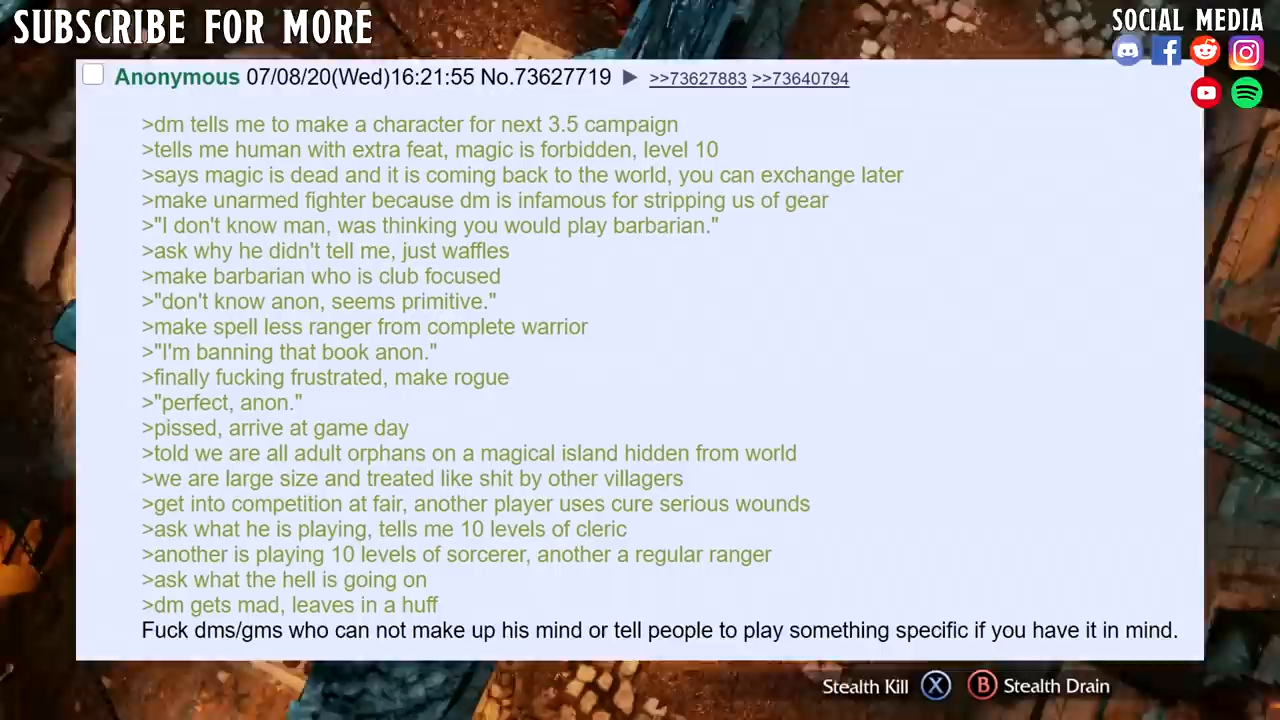 SUBSCRIBE FOR MORE
SOCIAL MEDIA
Anonymous 07/08/20(Wed)16:21:55 No.73627719 ▶ >>73627883 >>73640794
>dm tells me to make a character for next 3.5 campaign
>tells me human with extra feat, magic is forbidden, level 10
>says magic is dead and it is coming back to the world, you can exchange later
>make unarmed fighter because dm is infamous for stripping us of gear
>"I don't know man, was thinking you would play barbarian."
>ask why he didn't tell me, just waffles
>make barbarian who is club focused
>"don't know anon, seems primitive."
>make spell less ranger from complete warrior
>"I'm banning that book anon."
>finally fucking frustrated, make rogue
>"perfect, anon."
>pissed, arrive at game day
>told we are all adult orphans on a magical island hidden from world
>we are large size and treated like shit by other villagers
>get into competition at fair, another player uses cure serious wounds
>ask what he is playing, tells me 10 levels of cleric
>another is playing 10 levels of sorcerer, another a regular ranger
>ask what the hell is going on
>dm gets mad, leaves in a huff
Fuck dms/gms who can not make up his mind or tell people to play something specific if you have it in mind.
Stealth Kill X B Stealth Drain